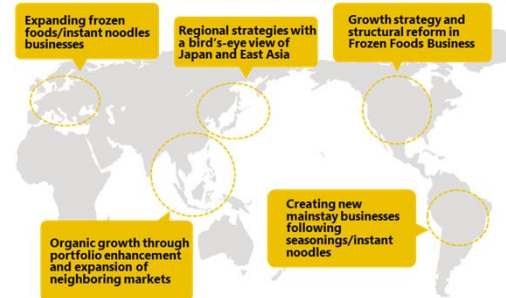 Expanding frozen
foods/instant noodles
businesses
Regional strategies with
a bird's-eye view of
Japan and East Asia
Growth strategy and
structural reform in
Frozen Foods Business
Organic growth through
portfolio enhancement
and expansion of
neighboring markets
Creating new
mainstay businesses
following
seasonings/instant
noodles